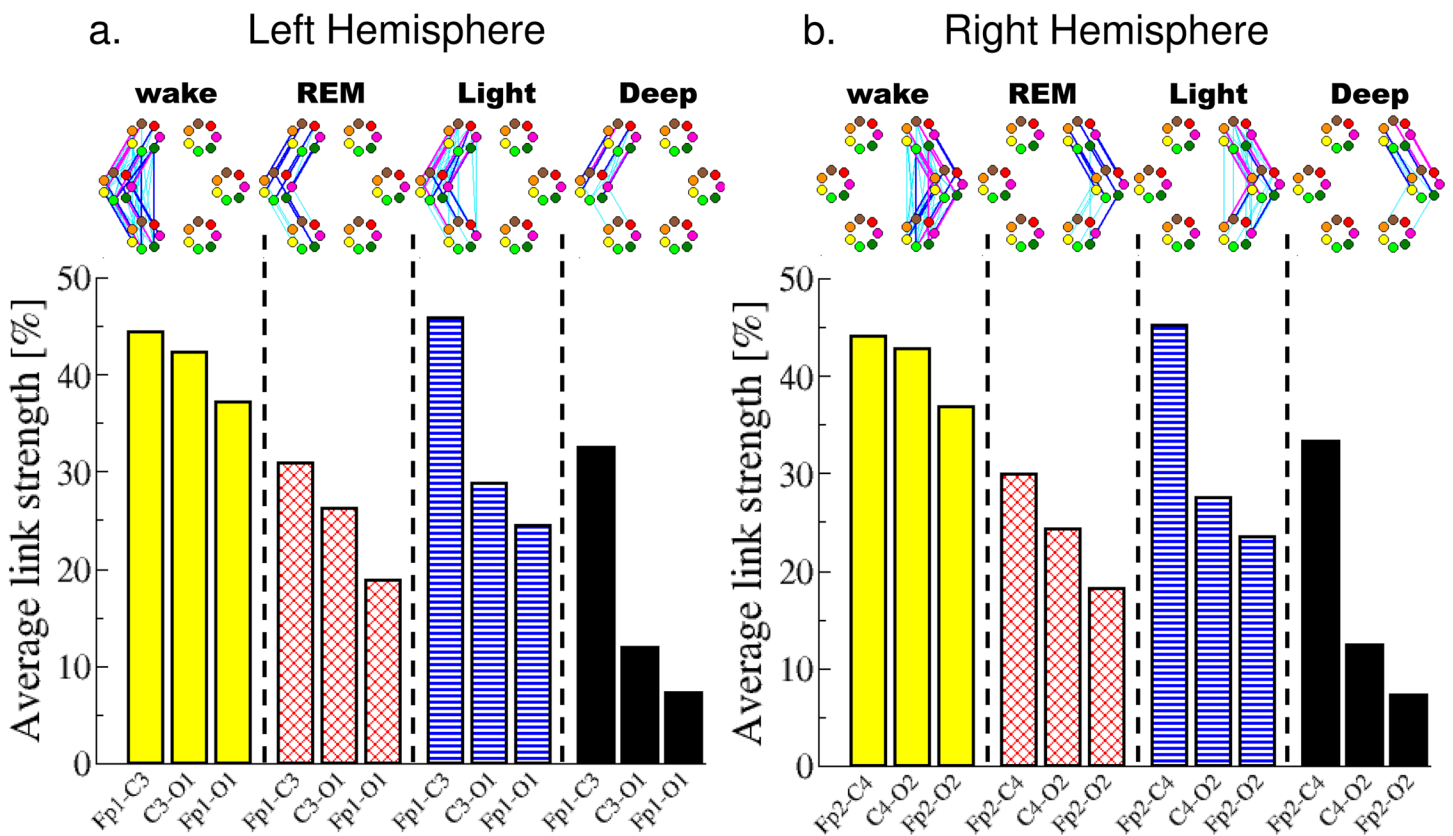 a. Left Hemisphere
wake REM Light Deep
Average link strength [%]
50
40
30
20
10
0
Fp1-C3 C3-O1 Fp1-O1 Fp1-C3 C3-O1 Fp1-O1 Fp1-C3 C3-O1 Fp1-O1 Fp1-C3 C3-O1 Fp1-O1
b. Right Hemisphere
wake REM Light Deep
Average link strength [%]
50
40
30
20
10
0
Fp2-C4 C4-O2 Fp2-O2 Fp2-C4 C4-O2 Fp2-O2 Fp2-C4 C4-O2 Fp2-O2 Fp2-C4 C4-O2 Fp2-O2